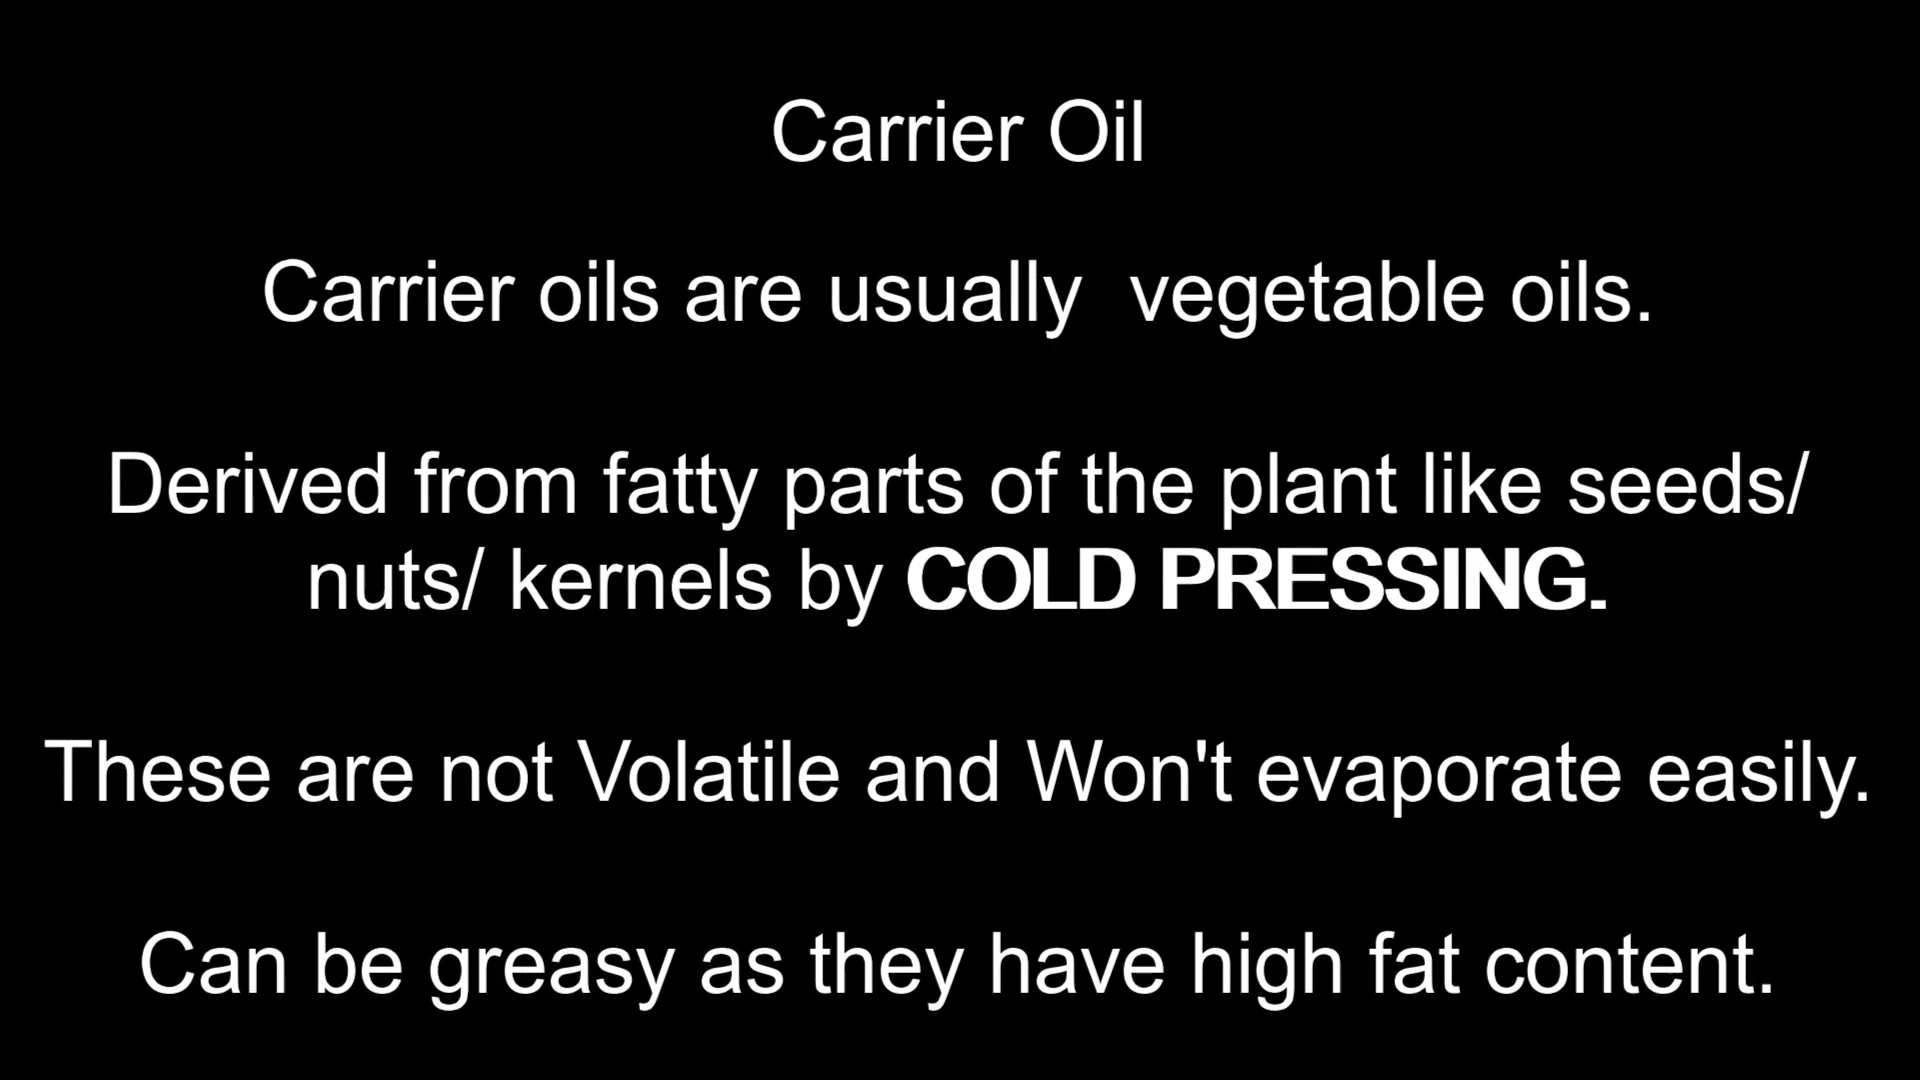 Carrier Oil
Carrier oils are usually  vegetable oils.
Derived from fatty parts of the plant like seeds/
nuts/ kernels by COLD PRESSING.
These are not Volatile and Won't evaporate easily.
Can be greasy as they have high fat content.